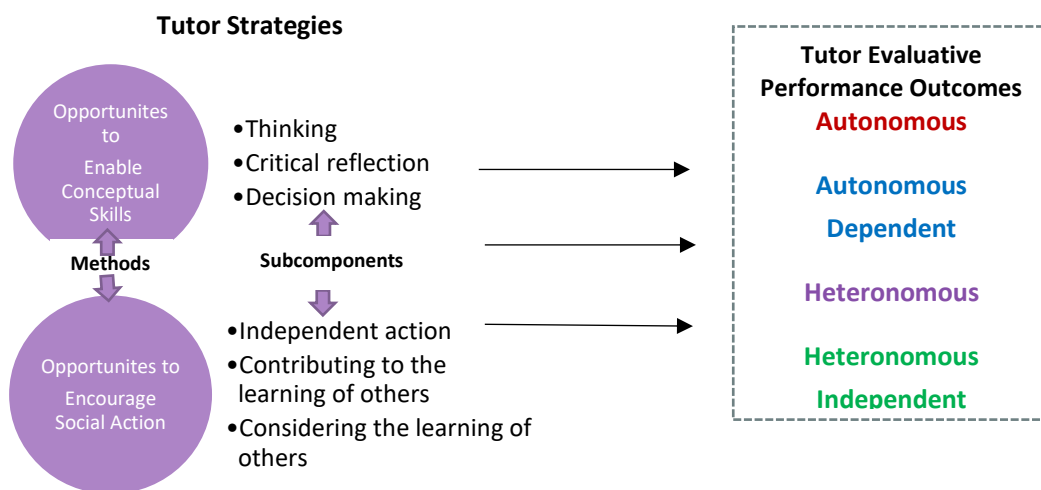 Tutor Strategies
Opportunites
to
Enable
Conceptual
Skills
•Thinking
•Critical reflection
•Decision making
Methods
Subcomponents
Opportunites to
Encourage
Social Action
•Independent action
•Contributing to the
learning of others
•Considering the learning of
others
Tutor Evaluative
Performance Outcomes
Autonomous
Autonomous
Dependent
Heteronomous
Heteronomous
Independent